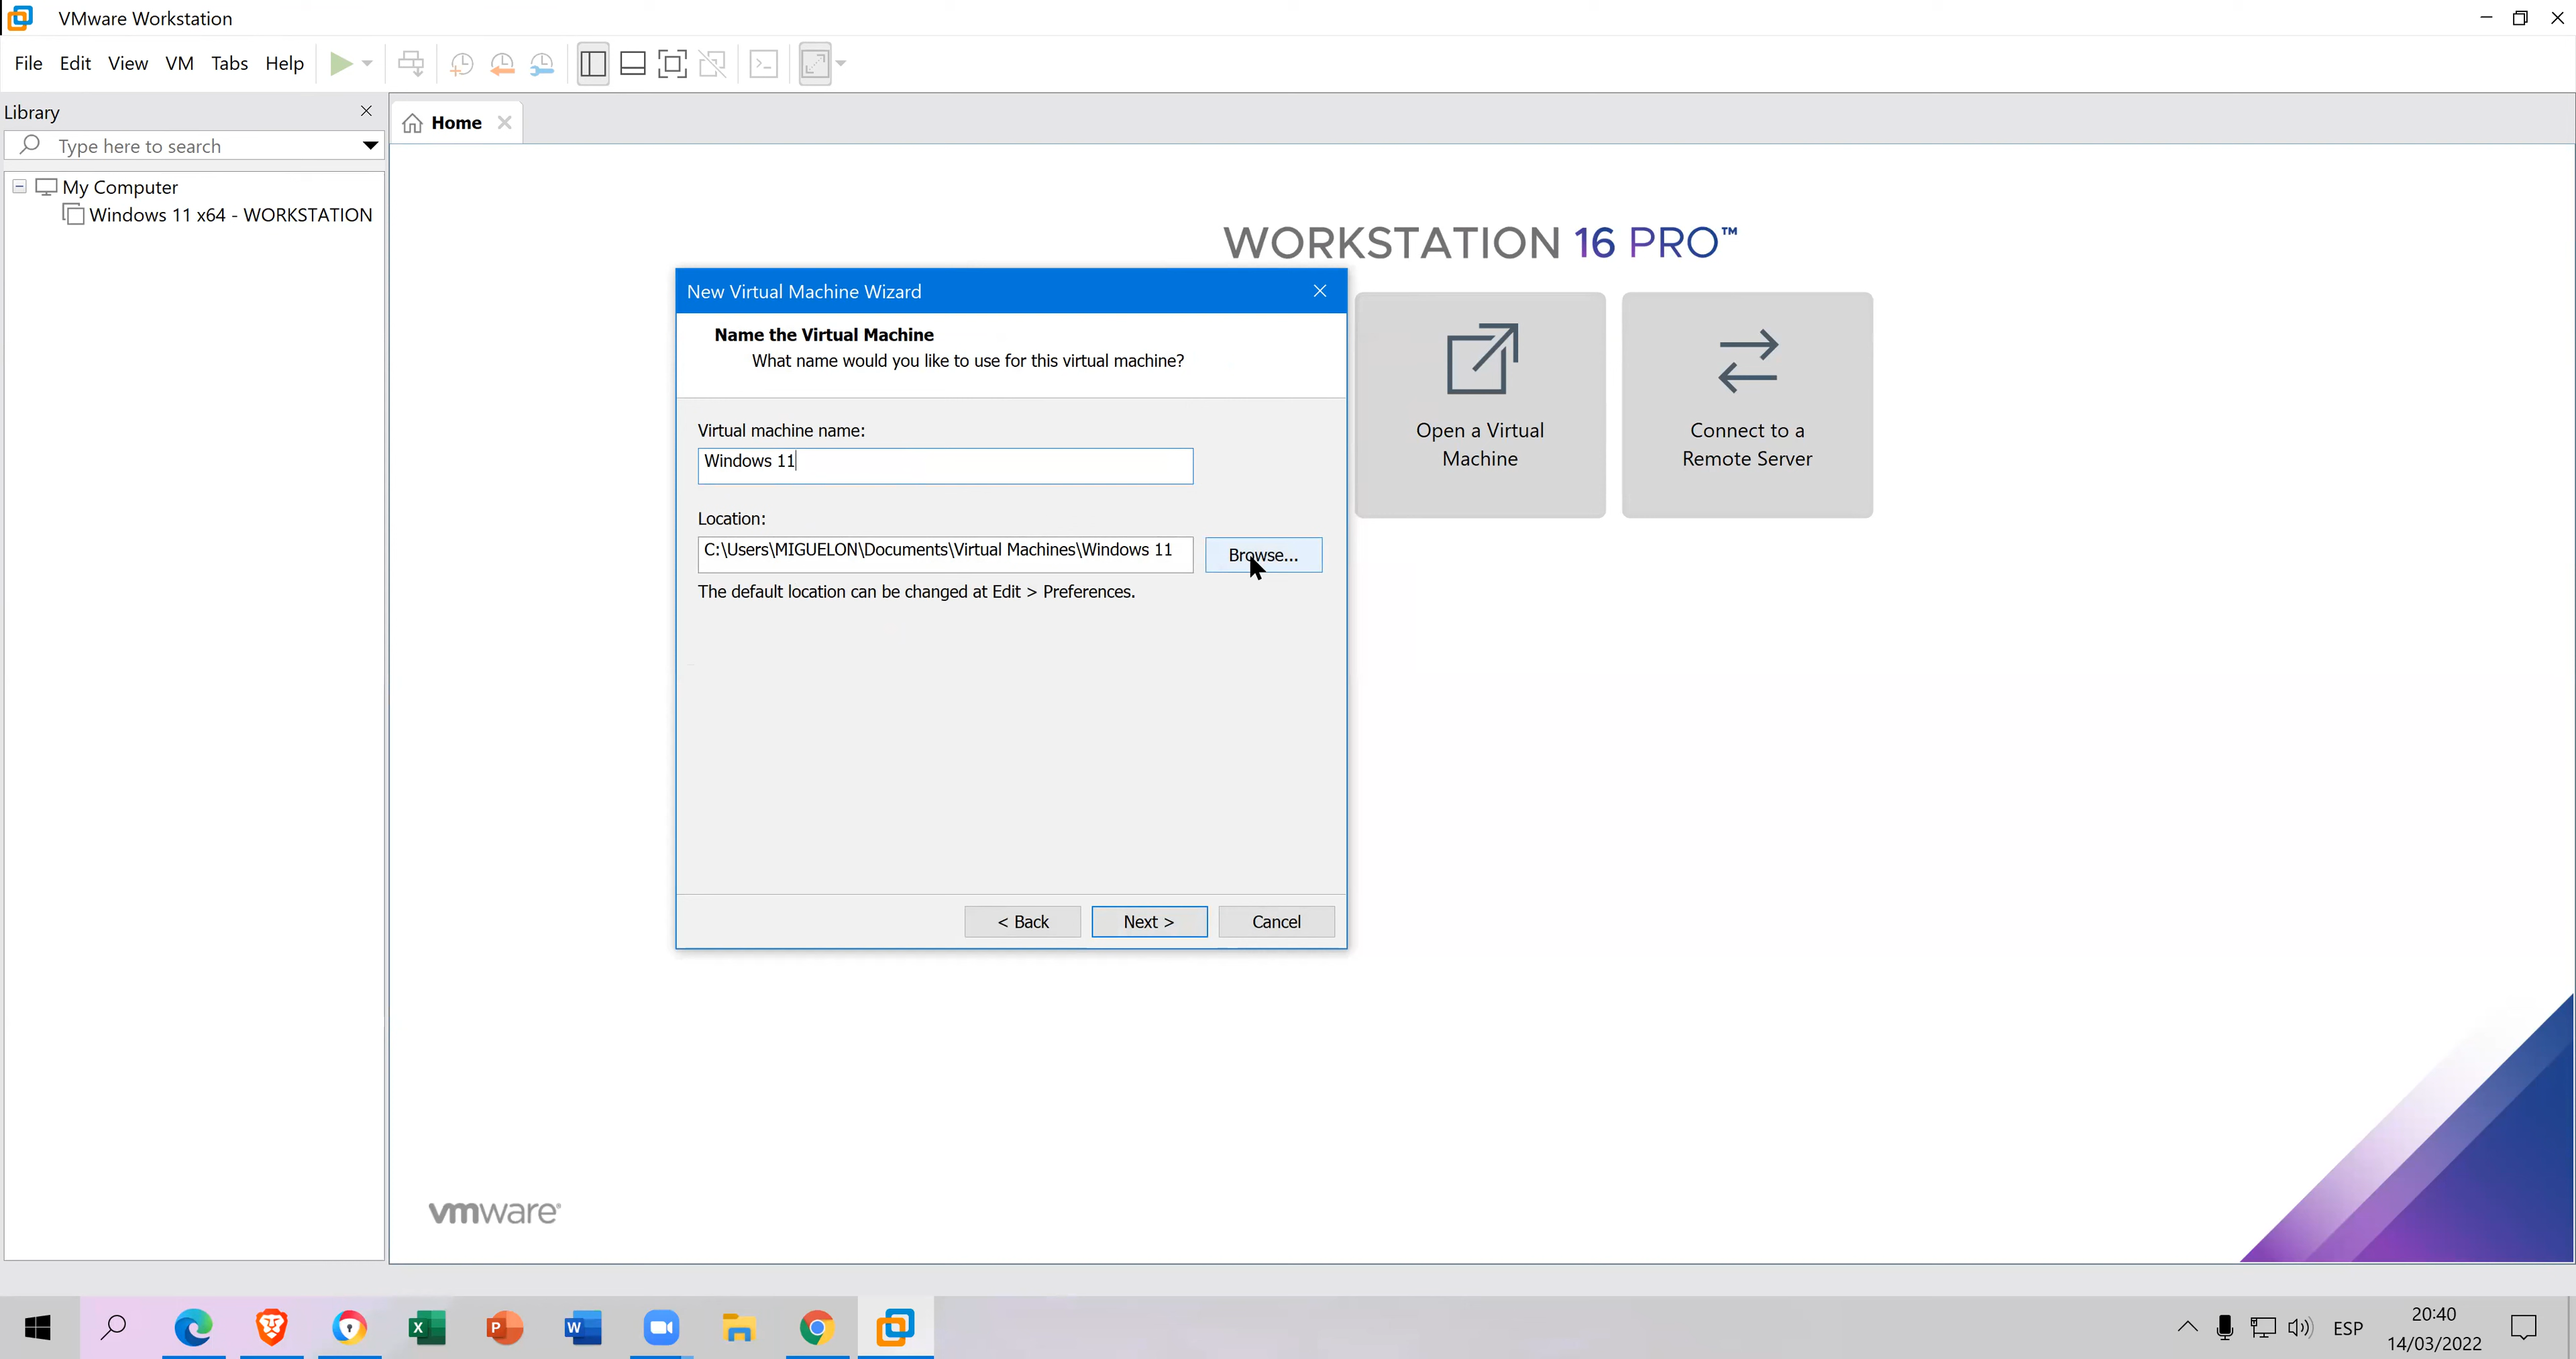 VMware Workstation
File Edit View VM Tabs Help
Library
Type here to search
My Computer
Windows 11 x64 - WORKSTATION
Home
WORKSTATION 16 PRO™
New Virtual Machine Wizard
Name the Virtual Machine
What name would you like to use for this virtual machine?
Virtual machine name:
Windows 11
Location:
C:\Users\MIGUELON\Documents\Virtual Machines\Windows 11
Browse...
The default location can be changed at Edit > Preferences.
< Back
Next >
Cancel
Open a Virtual
Machine
Connect to a
Remote Server
vmware®
X
P
W
ESP
20:40
14/03/2022